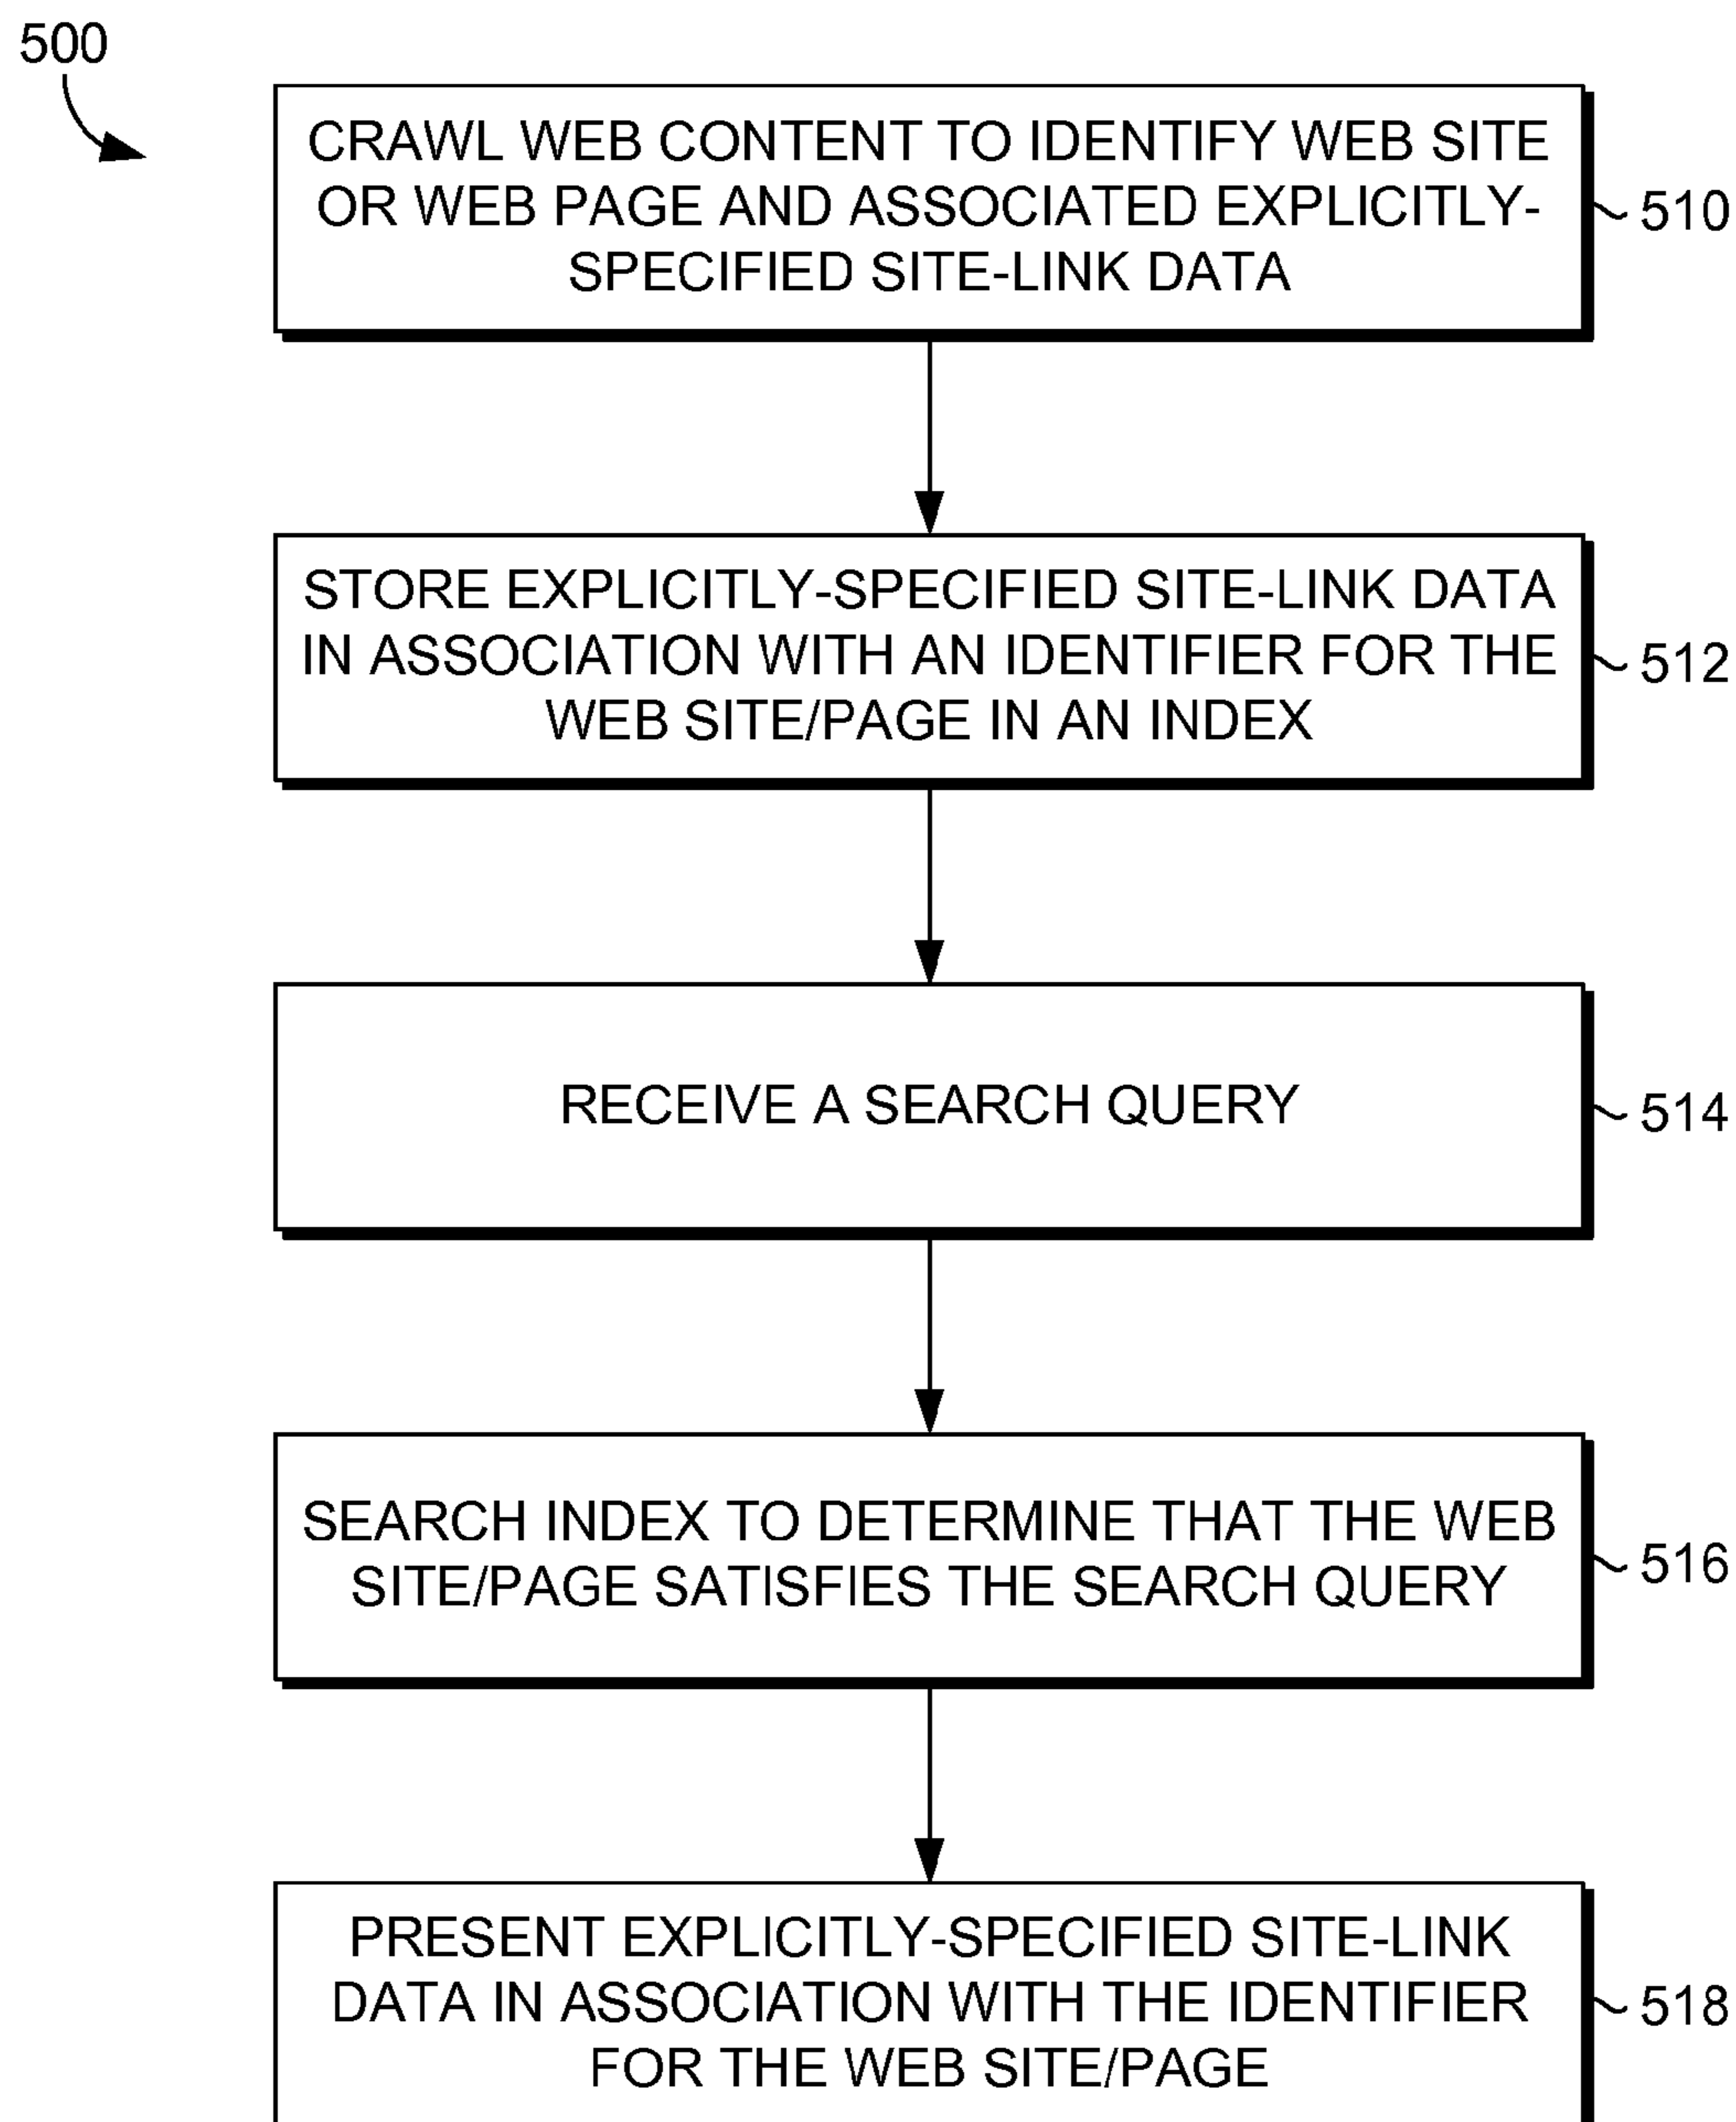 500
CRAWL WEB CONTENT TO IDENTIFY WEB SITE
OR WEB PAGE AND ASSOCIATED EXPLICITLY-
SPECIFIED SITE-LINK DATA
510
STORE EXPLICITLY-SPECIFIED SITE-LINK DATA
IN ASSOCIATION WITH AN IDENTIFIER FOR THE
WEB SITE/PAGE IN AN INDEX
512
RECEIVE A SEARCH QUERY
514
SEARCH INDEX TO DETERMINE THAT THE WEB
SITE/PAGE SATISFIES THE SEARCH QUERY
516
PRESENT EXPLICITLY-SPECIFIED SITE-LINK
DATA IN ASSOCIATION WITH THE IDENTIFIER
FOR THE WEB SITE/PAGE
518